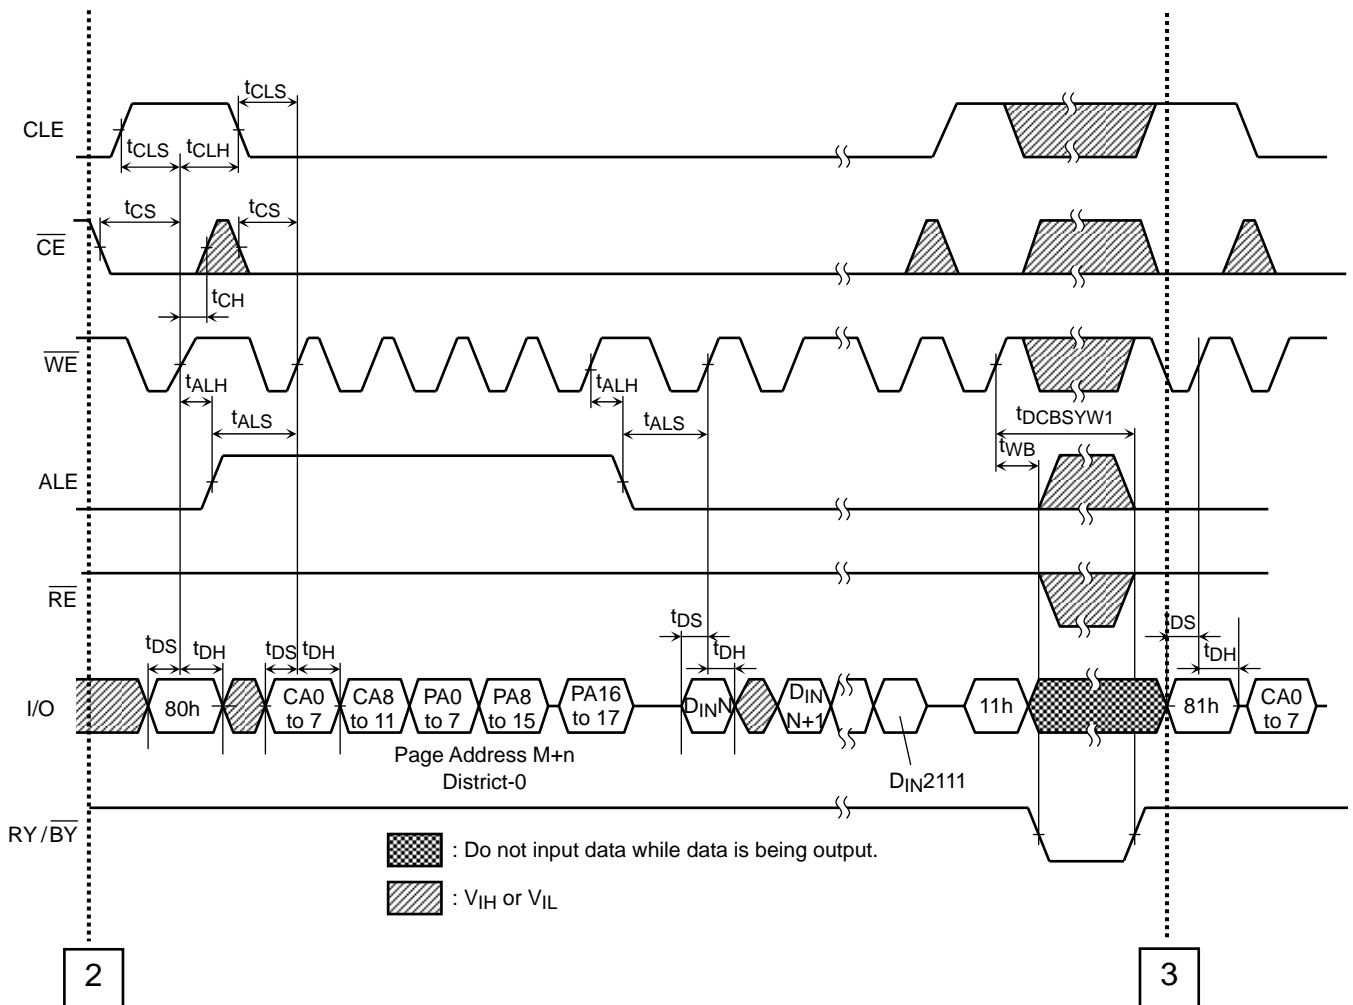 tCLS
CLE
tCLS tCLH
tCS tCS
CE
tCH
WE
tALH tALH
tALS tALS
tDCBSYW1
tWB
ALE
RE
tDS tDH tDS tDH tDS tDH DS tDH
I/O
80h
CA0 to 7
CA8 to 11
PA0 to 7
PA8 to 15
PA16 to 17
DINN
DIN N+1
11h
81h
CA0 to 7
Page Address M+n
District-0
DIN2111
RY/BY
: Do not input data while data is being output.
: VIH or VIL
2
3